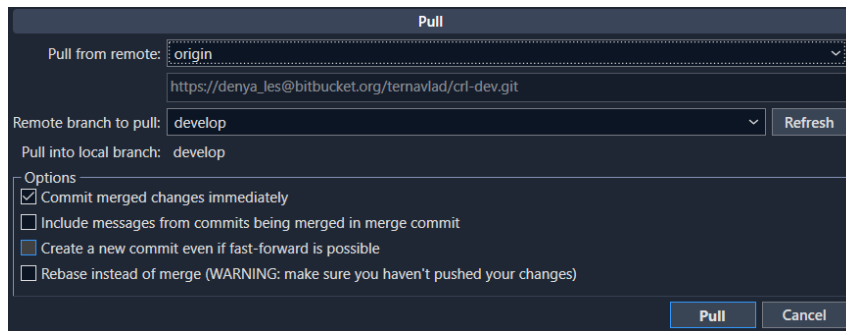 Pull
Pull from remote: origin
https://denya_les@bitbucket.org/ternavlad/crl-dev.git
Remote branch to pull: develop Refresh
Pull into local branch: develop
Options
Commit merged changes immediately
Include messages from commits being merged in merge commit
Create a new commit even if fast-forward is possible
Rebase instead of merge (WARNING: make sure you haven't pushed your changes)
Pull Cancel